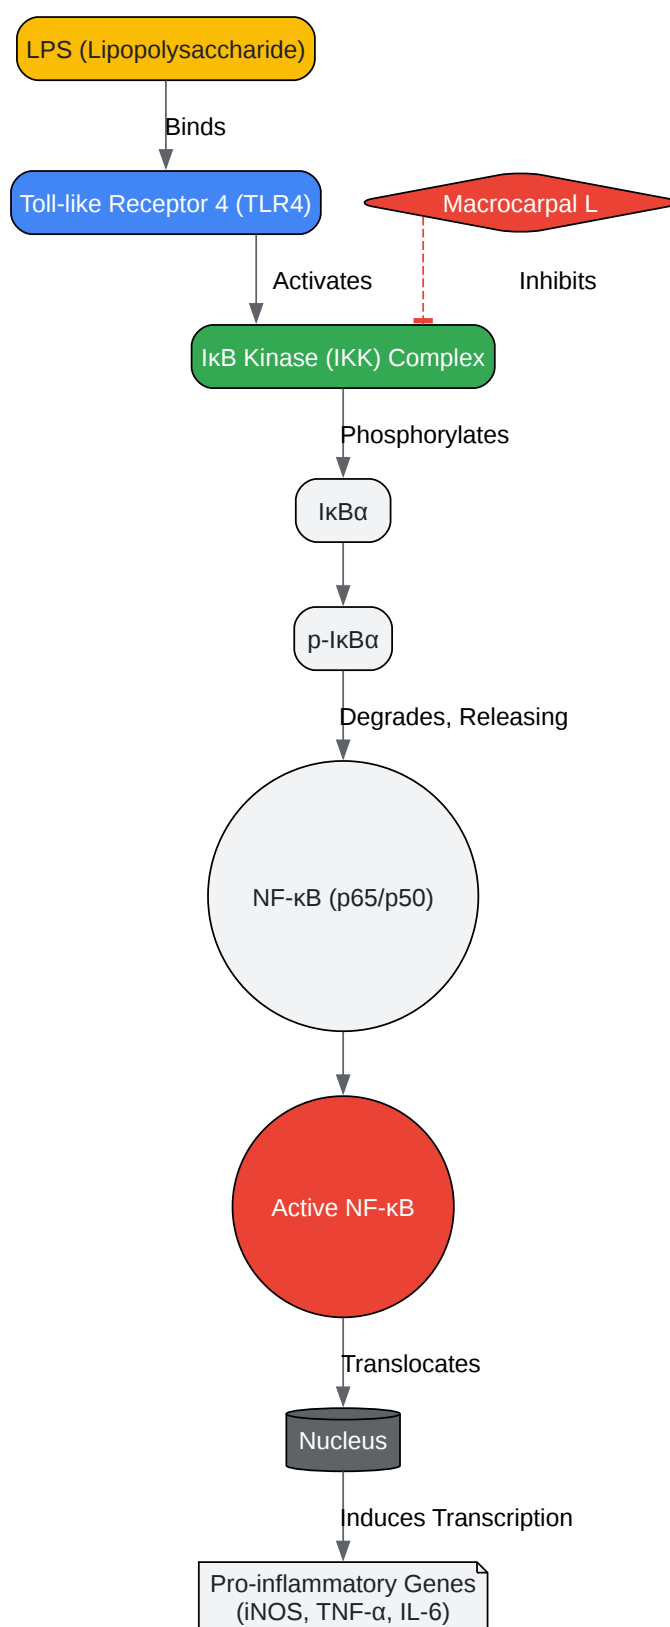 LPS (Lipopolysaccharide)
Binds
Toll-like Receptor 4 (TLR4)
Macrocarpal L
Activates
Inhibits
IκB Kinase (IKK) Complex
Phosphorylates
IκBα
p-IκBα
Degrades, Releasing
NF-κB (p65/p50)
Active NF-κB
Translocates
Nucleus
Induces Transcription
Pro-inflammatory Genes
(iNOS, TNF-α, IL-6)